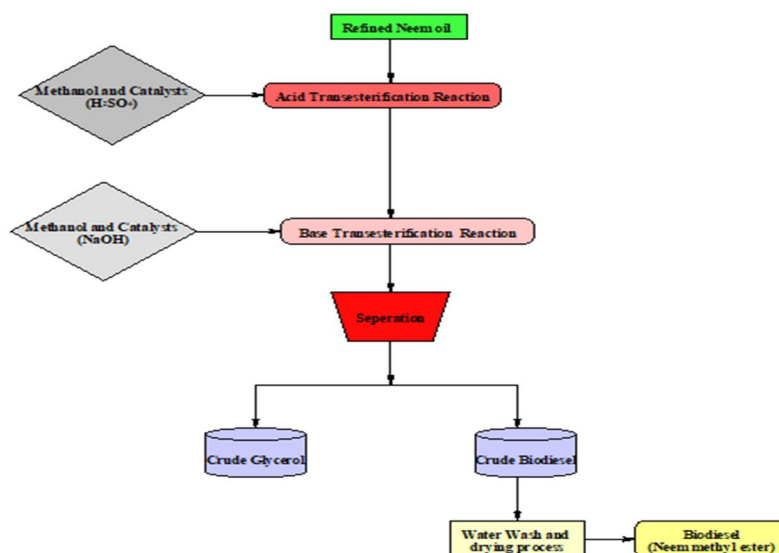 Refined Neem oil
Methanol and Catalysts
(H2SO4)
Acid Transesterification Reaction
Methanol and Catalysts
(NaOH)
Base Transesterification Reaction
Seperation
Crude Glycerol
Crude Biodiesel
Water Wash and
drying process
Biodiesel
(Neem methyl ester)